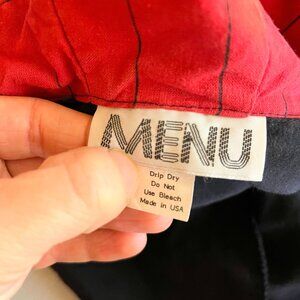 MENU
Drip Dry
Do Not
Use Bleach
Made in USA